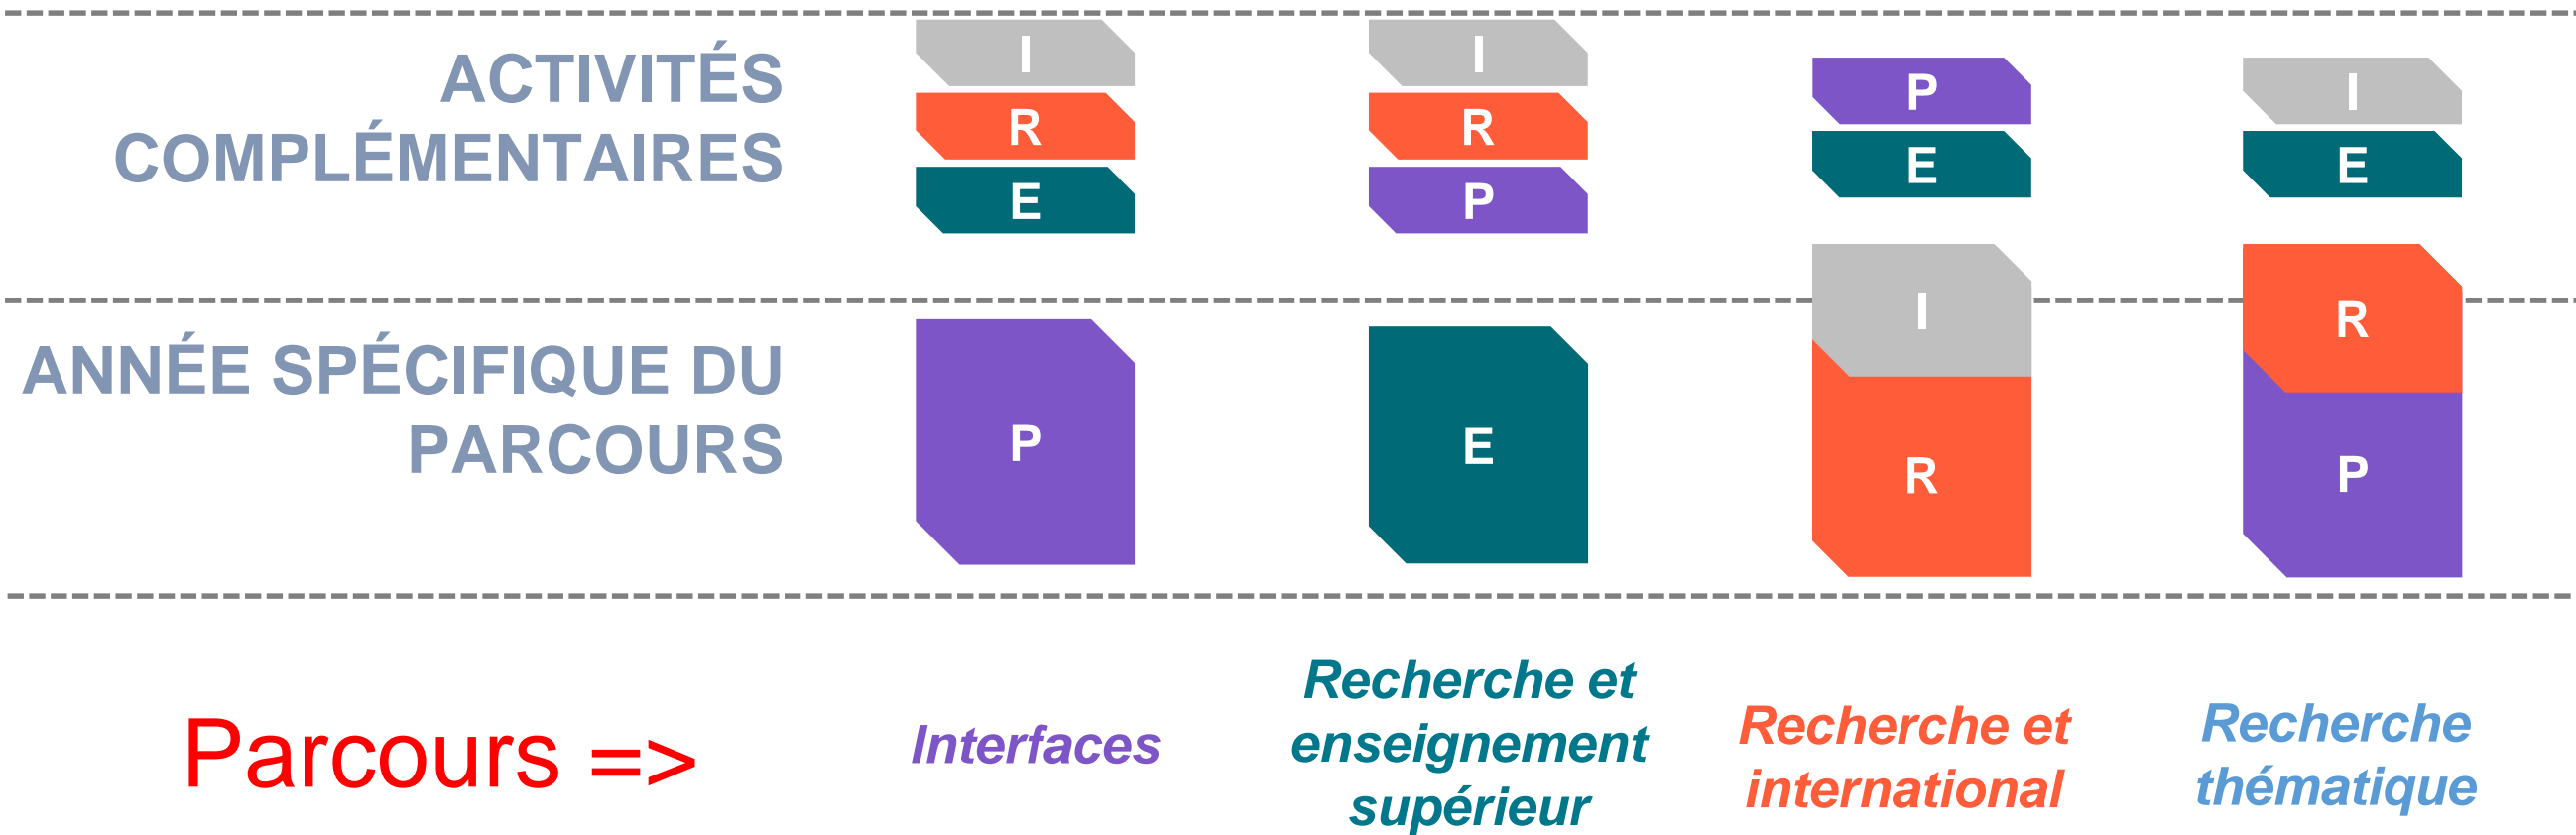 ACTIVITÉS
COMPLÉMENTAIRES
I
R
E
I
R
P
P
E
I
E
ANNÉE SPÉCIFIQUE DU
PARCOURS
P
E
I
R
R
P
Parcours =>
Interfaces
Recherche et
enseignement
supérieur
Recherche et
international
Recherche
thématique